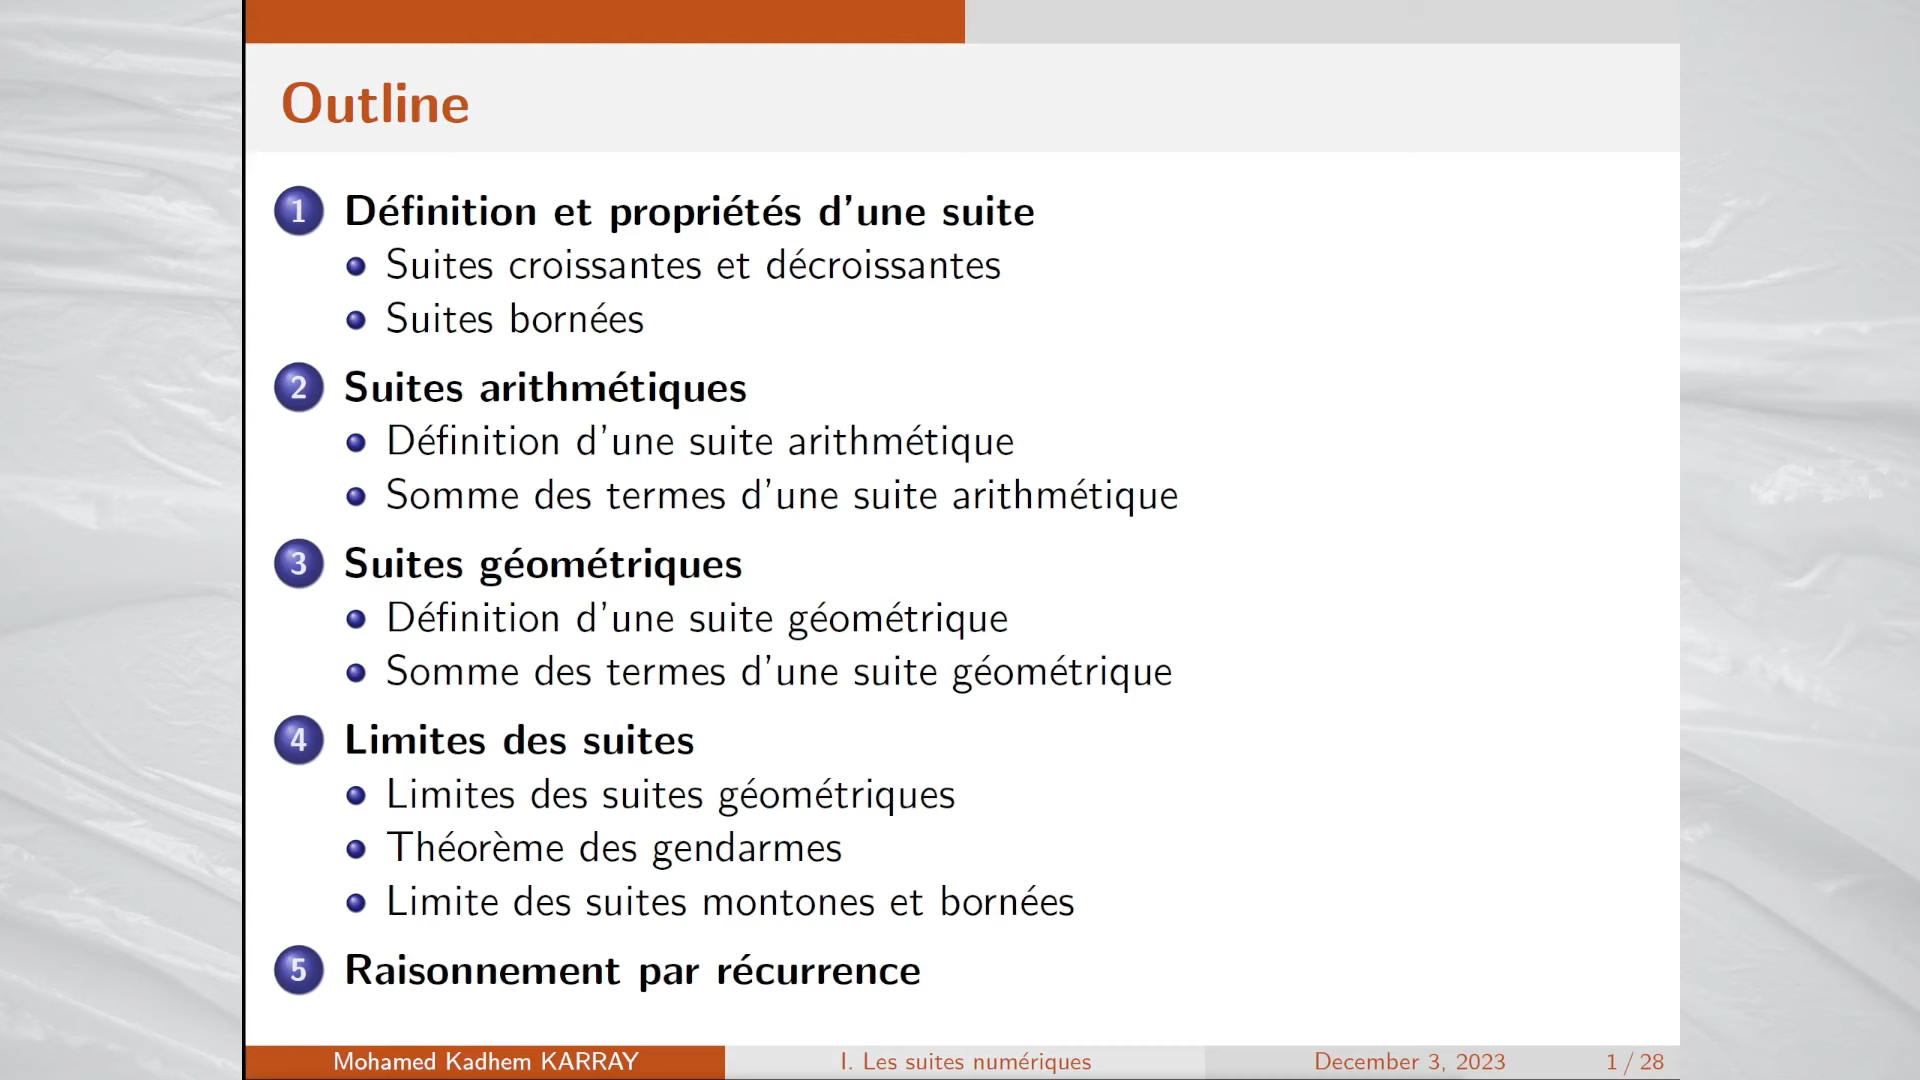 Outline
1 Définition et propriétés d'une suite
Suites croissantes et décroissantes
Suites bornées
2 Suites arithmétiques
Définition d'une suite arithmétique
Somme des termes d'une suite arithmétique
3 Suites géométriques
Définition d'une suite géométrique
Somme des termes d'une suite géométrique
4 Limites des suites
Limites des suites géométriques
Théorème des gendarmes
Limite des suites montones et bornées
5 Raisonnement par récurrence
Mohamed Kadhem KARRAY I. Les suites numériques December 3, 2023 1 / 28